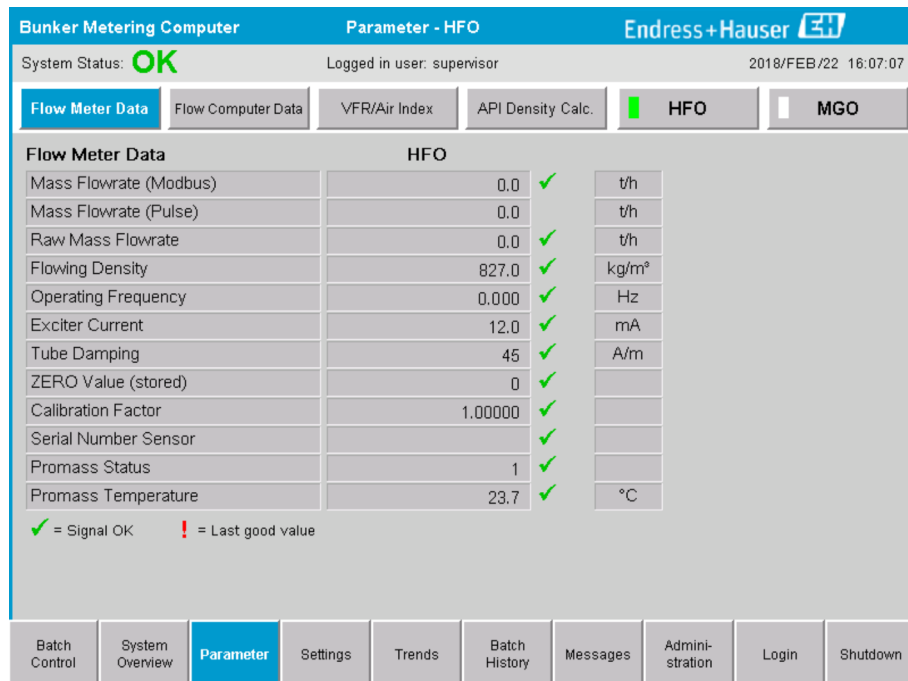 Bunker Metering Computer Parameter - HFO Endress+Hauser EH
System Status: OK Logged in user: supervisor 2018/FEB/22 16:07:07
Flow Meter Data Flow Computer Data VFR/Air Index API Density Calc. HFO MGO
Flow Meter Data HFO
Mass Flowrate (Modbus) 0.0 ✓ t/h
Mass Flowrate (Pulse) 0.0 t/h
Raw Mass Flowrate 0.0 ✓ t/h
Flowing Density 827.0 ✓ kg/m³
Operating Frequency 0.000 ✓ Hz
Exciter Current 12.0 ✓ mA
Tube Damping 45 ✓ A/m
ZERO Value (stored) 0 ✓
Calibration Factor 1.00000 ✓
Serial Number Sensor ✓
Promass Status 1 ✓
Promass Temperature 23.7 ✓ °C
✓ = Signal OK ! = Last good value
Batch Control System Overview Parameter Settings Trends Batch History Messages Admini-stration Login Shutdown